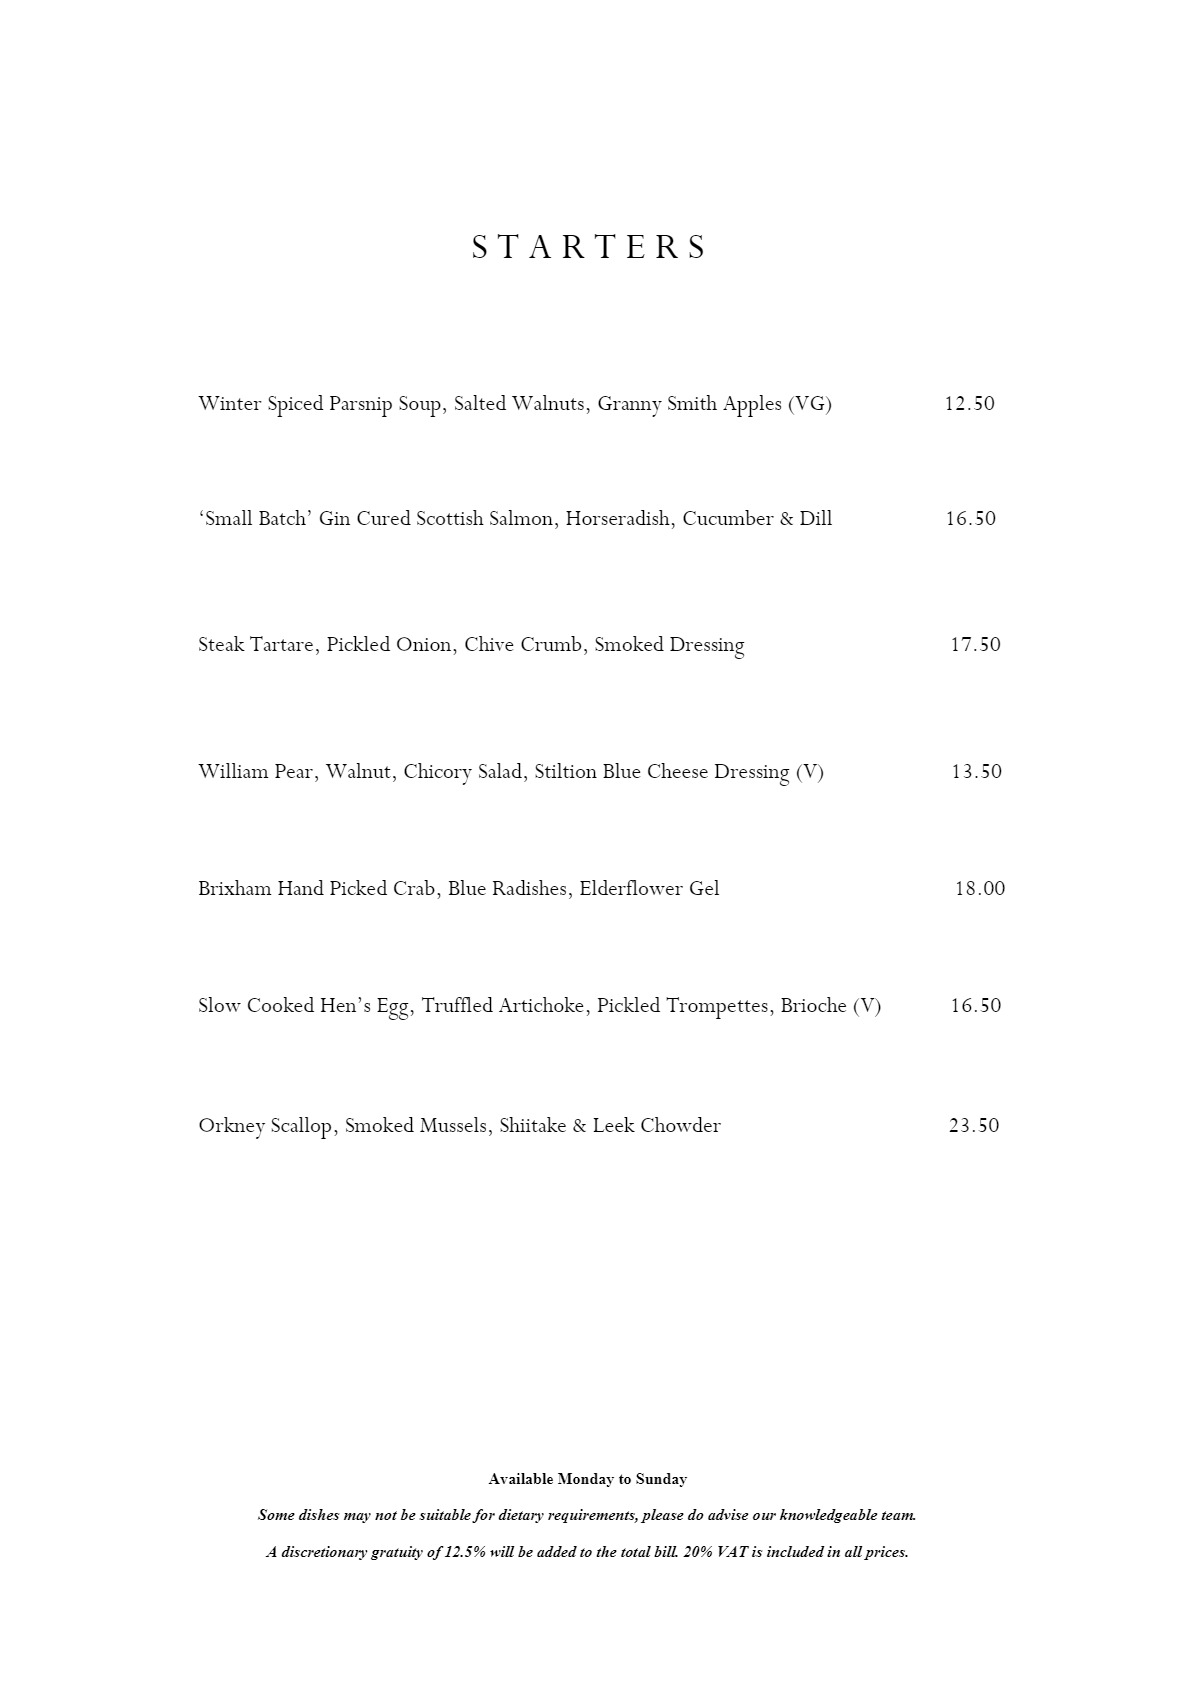 STARTERS
Winter Spiced Parsnip Soup, Salted Walnuts, Granny Smith Apples (VG) 12.50
‘Small Batch’ Gin Cured Scottish Salmon, Horseradish, Cucumber & Dill 16.50
Steak Tartare, Pickled Onion, Chive Crumb, Smoked Dressing 17.50
William Pear, Walnut, Chicory Salad, Stiltion Blue Cheese Dressing (V) 13.50
Brixham Hand Picked Crab, Blue Radishes, Elderflower Gel 18.00
Slow Cooked Hen’s Egg, Truffled Artichoke, Pickled Trompettes, Brioche (V) 16.50
Orkney Scallop, Smoked Mussels, Shiitake & Leek Chowder 23.50
Available Monday to Sunday
Some dishes may not be suitable for dietary requirements, please do advise our knowledgeable team.
A discretionary gratuity of 12.5% will be added to the total bill. 20% VAT is included in all prices.